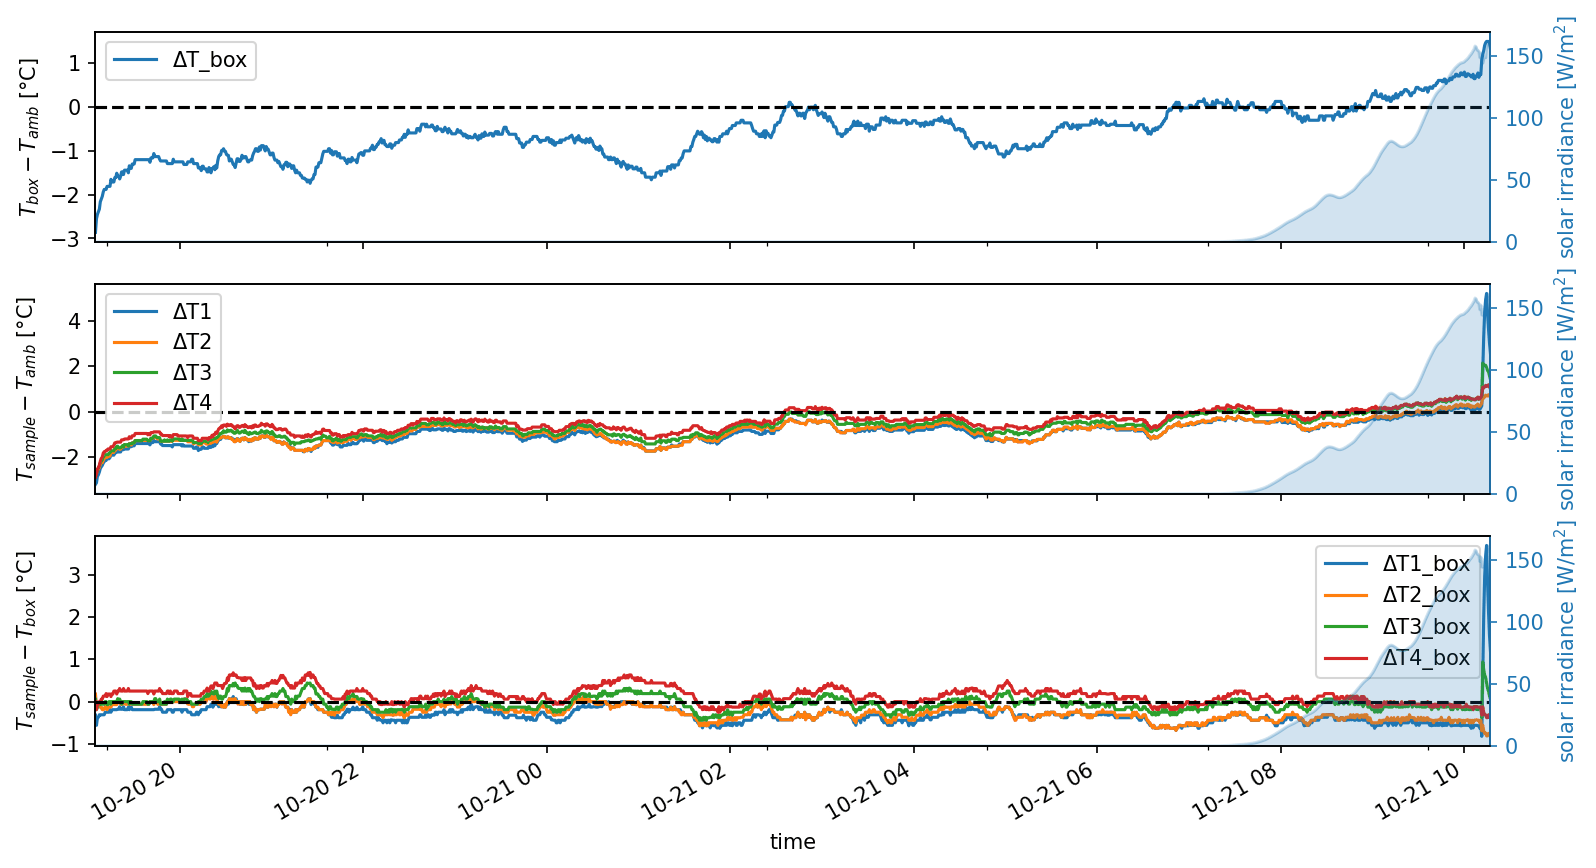 1
0
−1
−2
−3
T_box − T_amb [°C]
ΔT_box
150
100
50
0
solar irradiance [W/m²]
4
2
0
−2
T_sample − T_amb [°C]
ΔT1
ΔT2
ΔT3
ΔT4
150
100
50
0
solar irradiance [W/m²]
3
2
1
0
−1
T_sample − T_box [°C]
ΔT1_box
ΔT2_box
ΔT3_box
ΔT4_box
150
100
50
0
solar irradiance [W/m²]
10-20 20
10-20 22
10-21 00
10-21 02
10-21 04
10-21 06
10-21 08
10-21 10
time